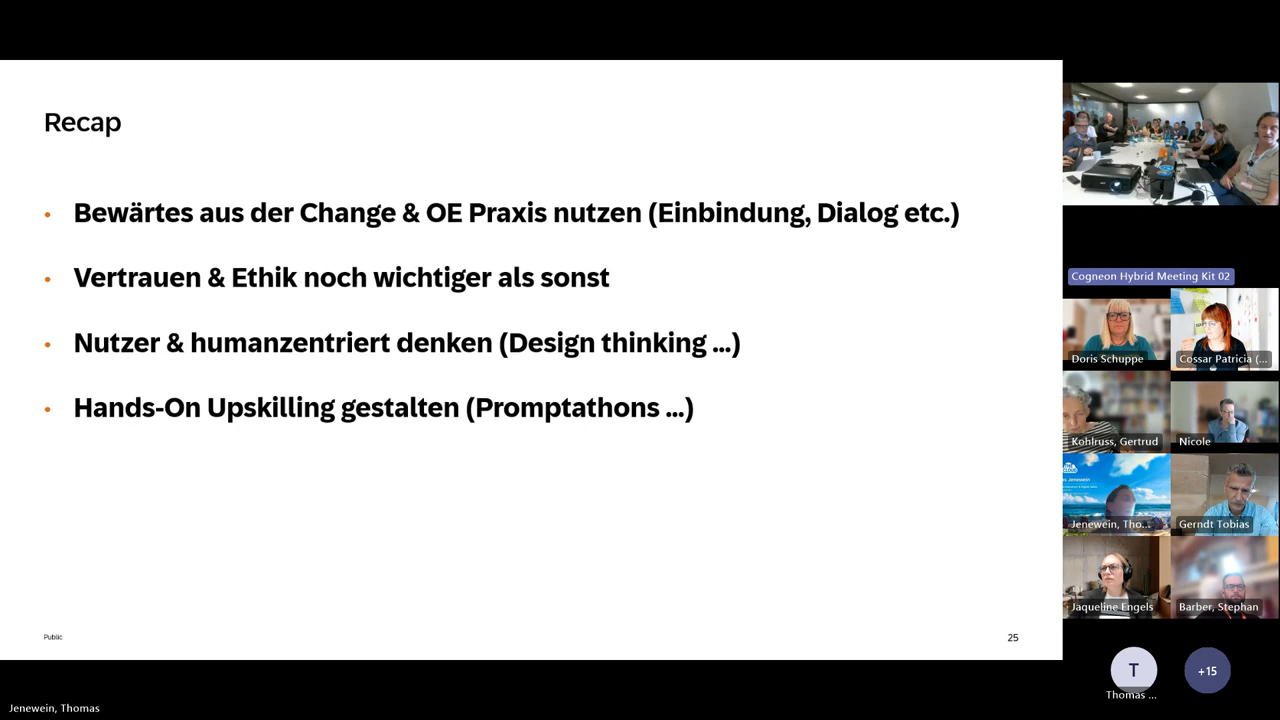 Recap
• Bewärtes aus der Change & OE Praxis nutzen (Einbindung, Dialog etc.)
• Vertrauen & Ethik noch wichtiger als sonst
• Nutzer & humanzentriert denken (Design thinking ...)
• Hands-On Upskilling gestalten (Promptathons ...)
Public
25
Jenewein, Thomas
Cogneon Hybrid Meeting Kit 02
Doris Schuppe
Cossar Patricia (...
Kohlruss, Gertrud
Nicole
Jenewein, Tho...
Gerndt Tobias
Jaqueline Engels
Barber, Stephan
T
Thomas ...
+15